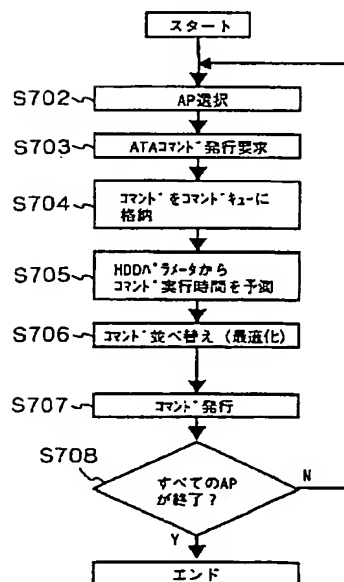 スタート
S702
AP選択
S703
ATAコマンド発行要求
S704
コマンドをコマンドキューに
格納
S705
HDDパラメータから
コマンド実行時間を予測
S706
コマンド並べ替え（最適化）
S707
コマンド発行
S708
すべてのAP
が終了？
N
Y
エンド